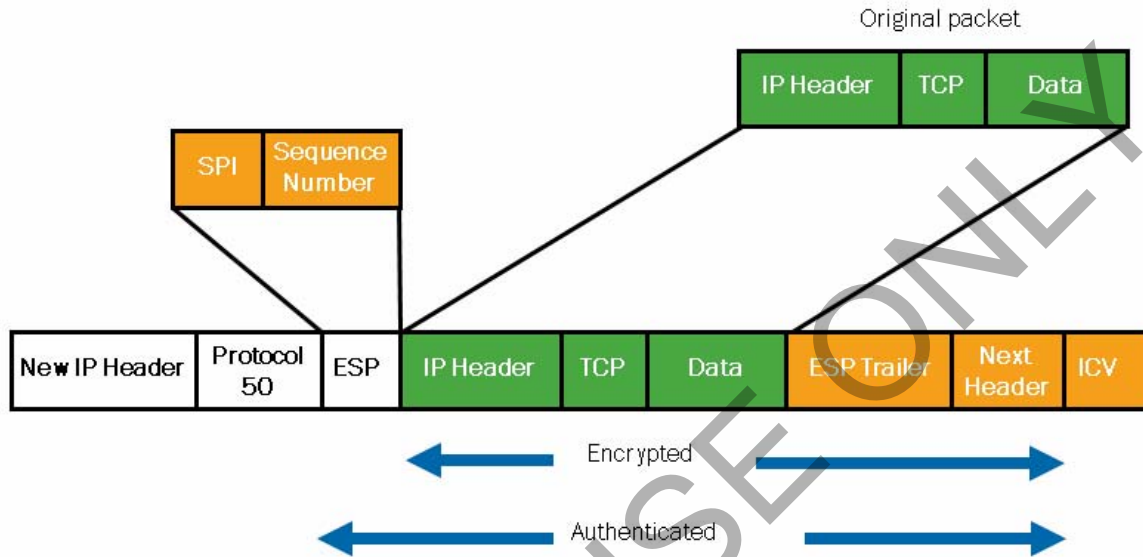 Original packet
IP Header TCP Data
SPI Sequence
Number
New IP Header Protocol
50 ESP IP Header TCP Data ESP Trailer Next
Header ICV
Encrypted
Authenticated
USE ONLY